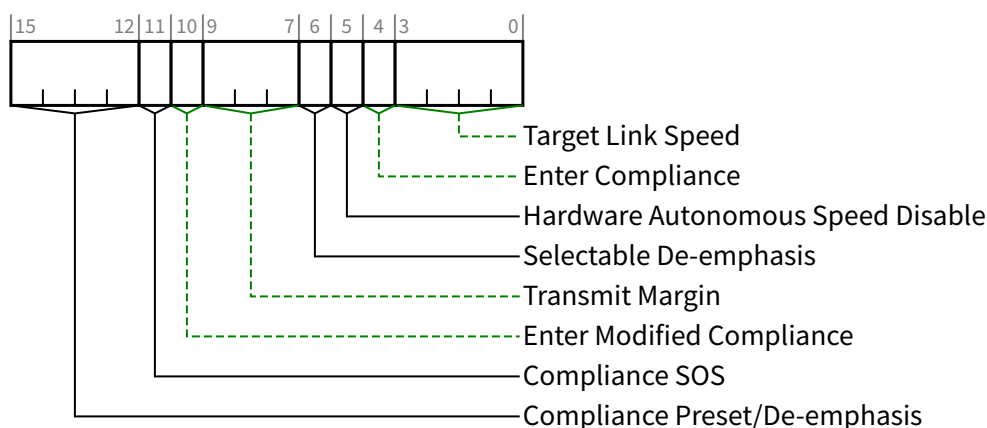 15 12 11 10 9 7 6 5 4 3 0
Target Link Speed
Enter Compliance
Hardware Autonomous Speed Disable
Selectable De-emphasis
Transmit Margin
Enter Modified Compliance
Compliance SOS
Compliance Preset/De-emphasis